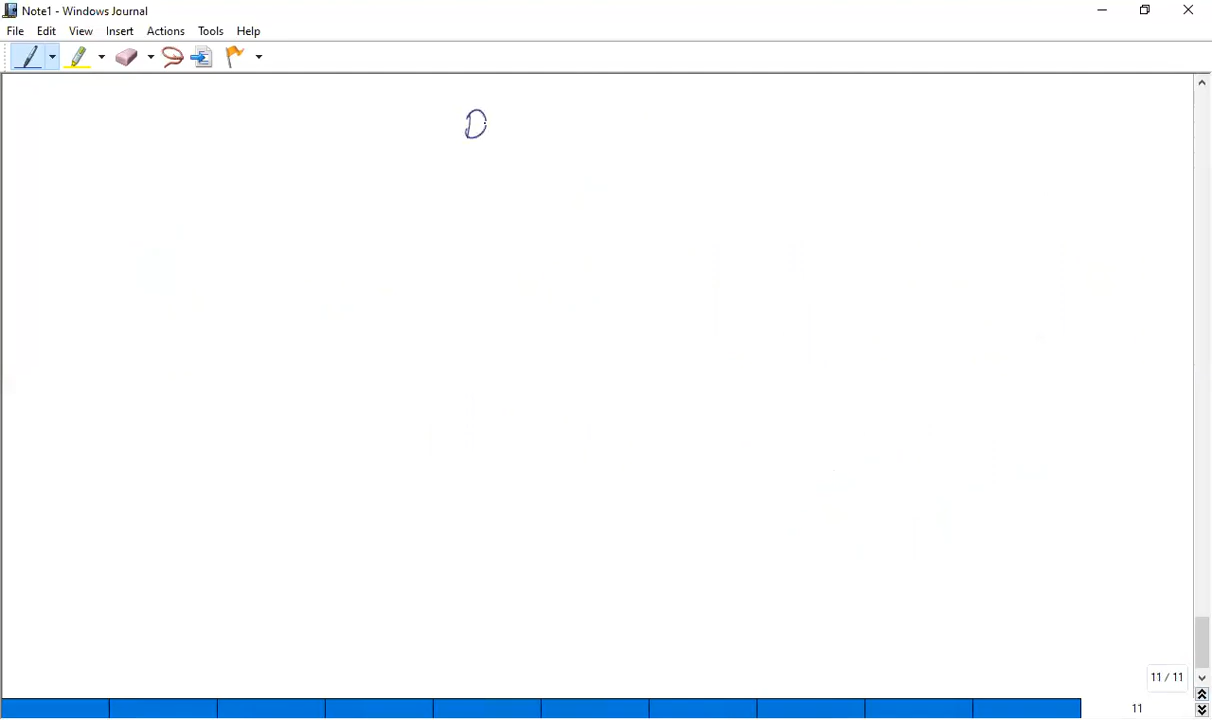 Note1 - Windows Journal
File Edit View Insert Actions Tools Help
D
11 / 11
11